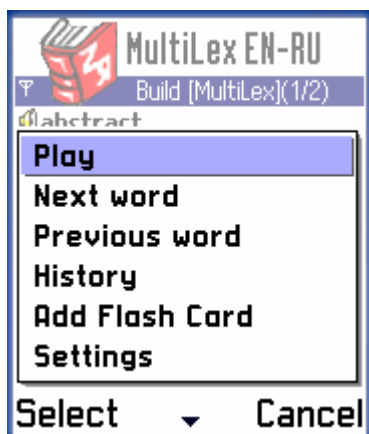 MultiLex EN-RU
Build [MultiLex](1/2)
abstract
Play
Next word
Previous word
History
Add Flash Card
Settings
Select Cancel